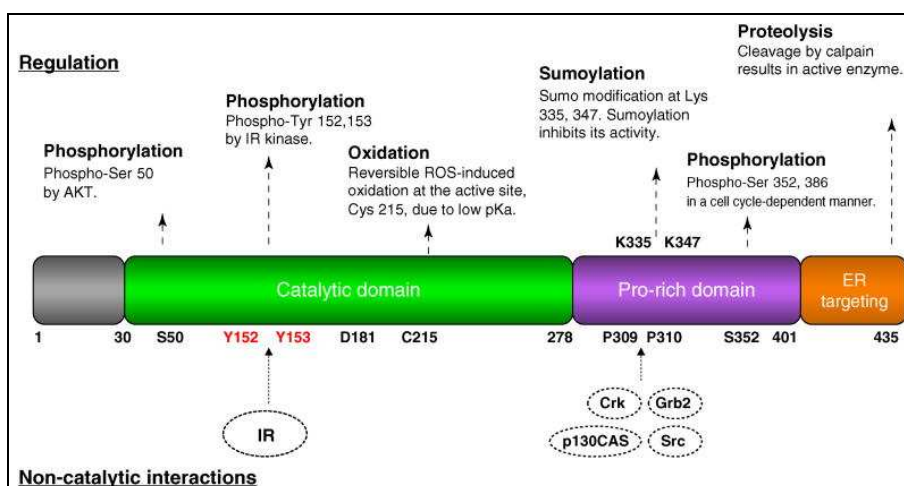 Regulation
Proteolysis
Cleavage by calpain
results in active enzyme.
Sumoylation
Sumo modification at Lys
335, 347. Sumoylation
inhibits its activity.
Phosphorylation
Phospho-Tyr 152,153
by IR kinase.
Phosphorylation
Phospho-Ser 50
by AKT.
Oxidation
Reversible ROS-induced
oxidation at the active site,
Cys 215, due to low pKa.
Phosphorylation
Phospho-Ser 352, 386
in a cell cycle-dependent manner.
K335 K347
Catalytic domain
Pro-rich domain
ER
targeting
1 30 S50 Y152 Y153 D181 C215 278 P309 P310 S352 401 435
IR
Crk Grb2
p130CAS Src
Non-catalytic interactions